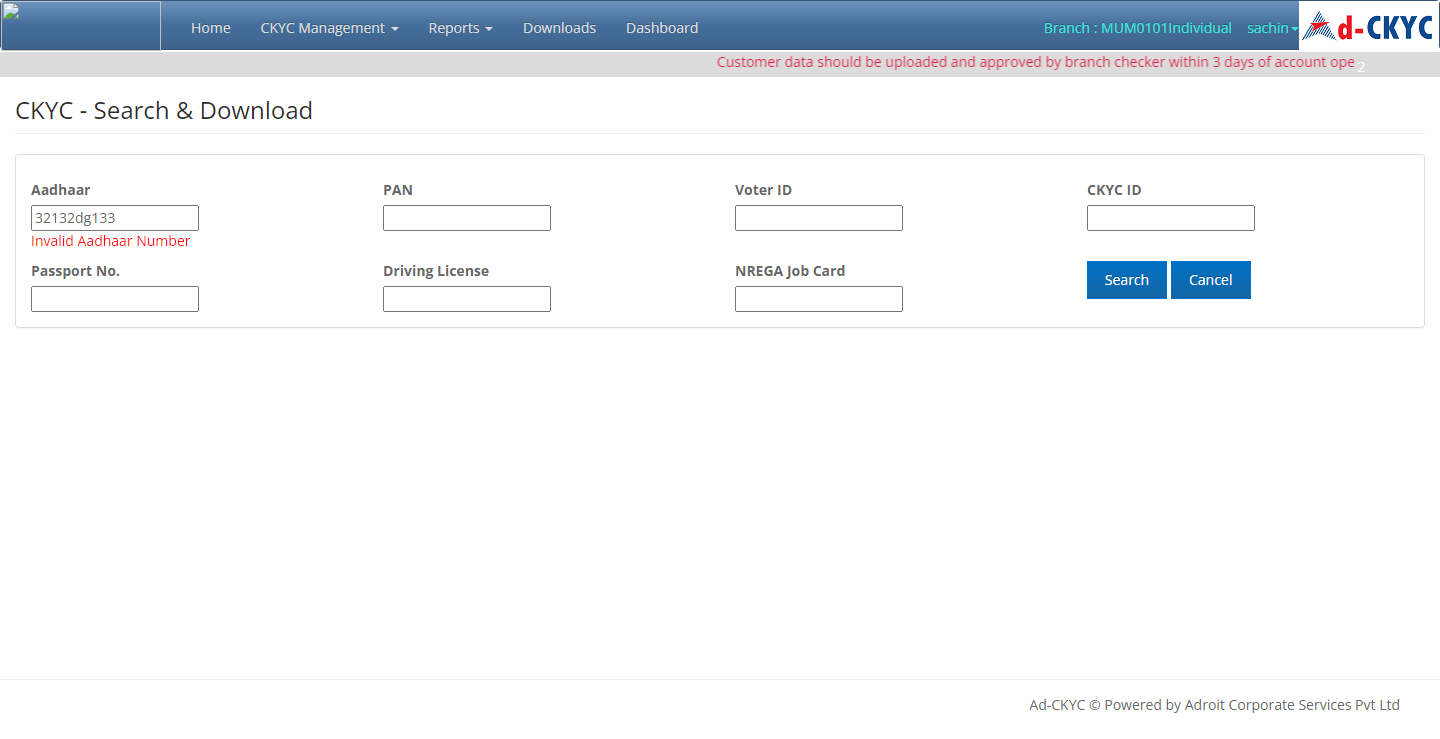 Home CKYC Management Reports Downloads Dashboard Branch : MUM0101Individual sachin Ad-CKYC
Customer data should be uploaded and approved by branch checker within 3 days of account ope 2
CKYC - Search & Download
Aadhaar PAN Voter ID CKYC ID
32132dg133
Invalid Aadhaar Number
Passport No. Driving License NREGA Job Card Search Cancel
Ad-CKYC © Powered by Adroit Corporate Services Pvt Ltd